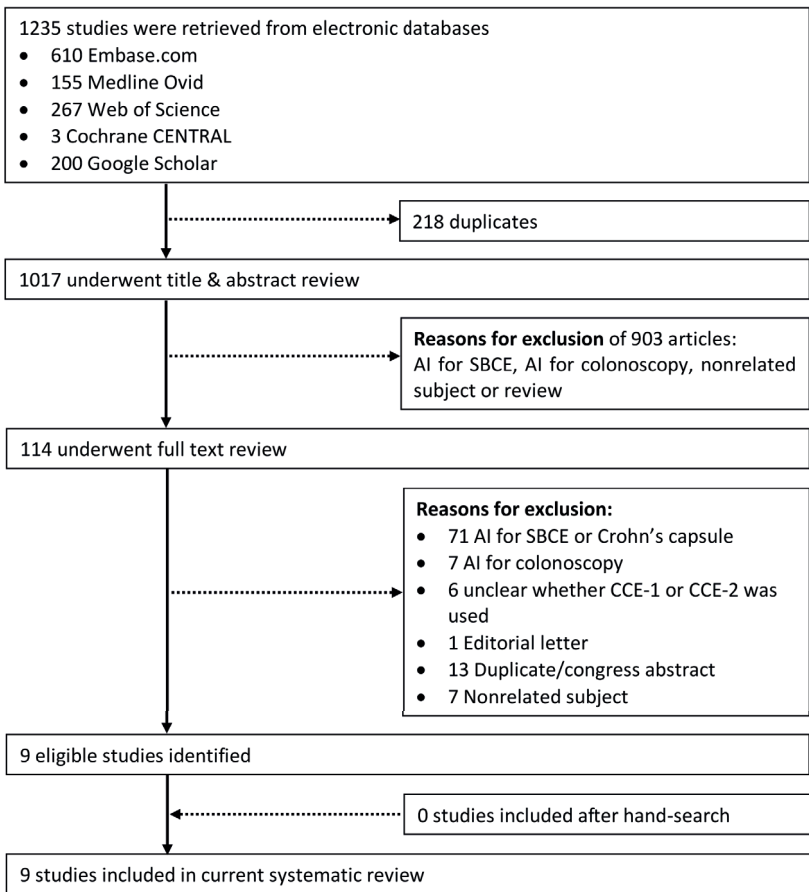 1235 studies were retrieved from electronic databases
• 610 Embase.com
• 155 Medline Ovid
• 267 Web of Science
• 3 Cochrane CENTRAL
• 200 Google Scholar
218 duplicates
1017 underwent title & abstract review
Reasons for exclusion of 903 articles:
AI for SBCE, AI for colonoscopy, nonrelated
subject or review
114 underwent full text review
Reasons for exclusion:
• 71 AI for SBCE or Crohn’s capsule
• 7 AI for colonoscopy
• 6 unclear whether CCE-1 or CCE-2 was
used
• 1 Editorial letter
• 13 Duplicate/congress abstract
• 7 Nonrelated subject
9 eligible studies identified
0 studies included after hand-search
9 studies included in current systematic review